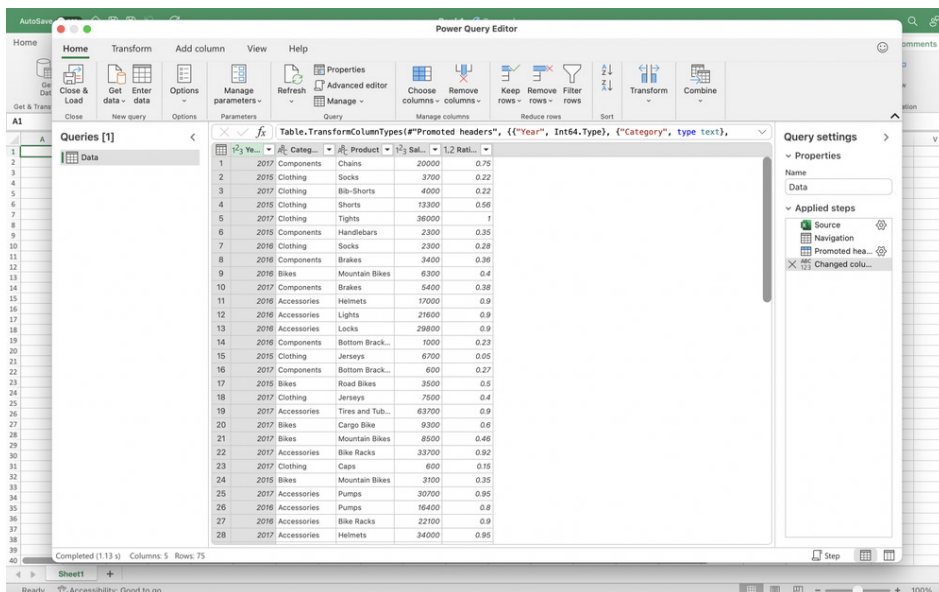 AutoSave
Power Query Editor
Home
Home Transform Add column View Help
Close & Load
Get data
Enter data
Options
Manage parameters
Refresh
Properties
Advanced editor
Manage
Choose columns
Remove columns
Keep rows
Remove rows
Filter rows
Transform
Combine
Get & Trans
Close New query Options Parameters Query Manage columns Reduce rows Sort
A1
Queries [1]
Data
fx Table.TransformColumnTypes(#"Promoted headers", {{"Year", Int64.Type}, {"Category", type text},
1²3 Ye... ABC Categ... ABC Product 1²3 Sal... 1.2 Rati...
1 2017 Components Chains 20000 0.75
2 2015 Clothing Socks 3700 0.22
3 2017 Clothing Bib-Shorts 4000 0.22
4 2015 Clothing Shorts 13300 0.56
5 2017 Clothing Tights 36000 1
6 2015 Components Handlebars 2300 0.35
7 2016 Clothing Socks 2300 0.28
8 2016 Components Brakes 3400 0.36
9 2016 Bikes Mountain Bikes 6300 0.4
10 2017 Components Brakes 5400 0.38
11 2016 Accessories Helmets 17000 0.9
12 2016 Accessories Lights 21600 0.9
13 2016 Accessories Locks 29800 0.9
14 2016 Components Bottom Brack... 1000 0.23
15 2015 Clothing Jerseys 6700 0.05
16 2017 Components Bottom Brack... 600 0.27
17 2015 Bikes Road Bikes 3500 0.5
18 2017 Clothing Jerseys 7500 0.4
19 2017 Accessories Tires and Tub... 63700 0.9
20 2017 Bikes Cargo Bike 9300 0.6
21 2017 Bikes Mountain Bikes 8500 0.46
22 2017 Accessories Bike Racks 33700 0.92
23 2017 Clothing Caps 600 0.15
24 2015 Bikes Mountain Bikes 3100 0.35
25 2017 Accessories Pumps 30700 0.95
26 2016 Accessories Pumps 16400 0.8
27 2016 Accessories Bike Racks 22100 0.9
28 2017 Accessories Helmets 34000 0.95
Query settings
Properties
Name
Data
Applied steps
Source
Navigation
Promoted hea...
Changed colu...
Completed (1.13 s) Columns: 5 Rows: 75
Step
Sheet1 +
Ready Accessibility: Good to go
100%